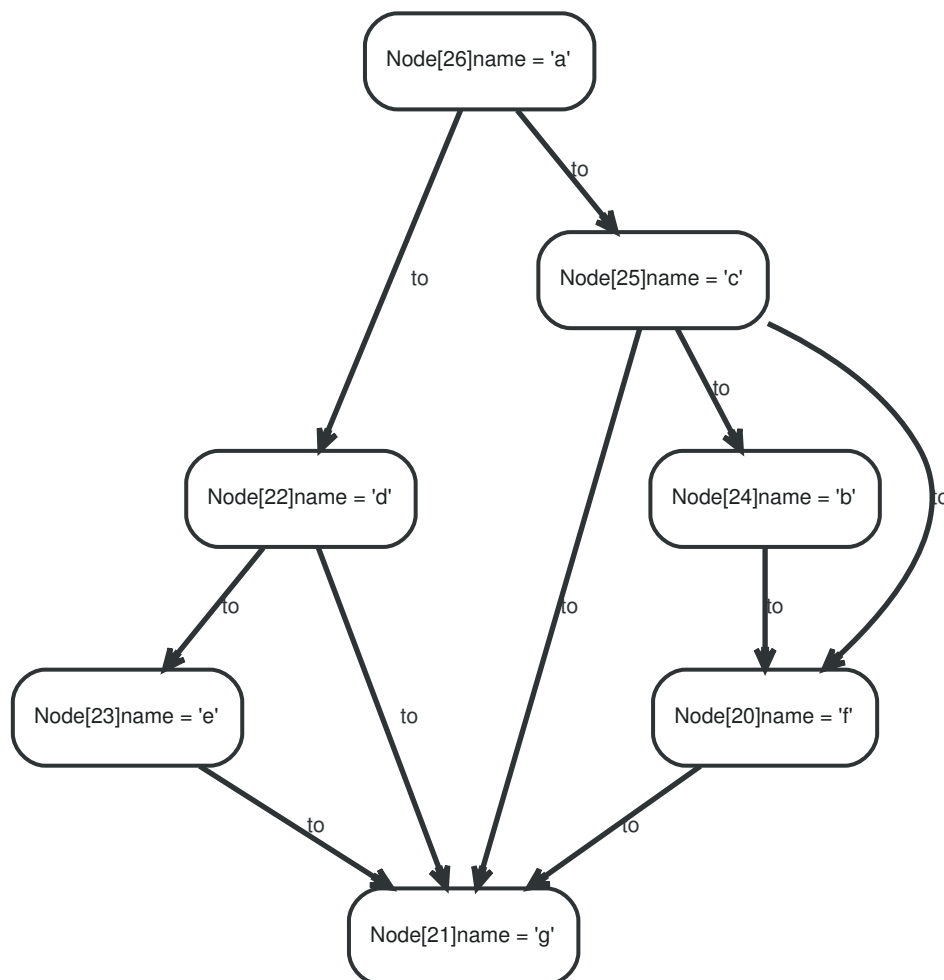 Node[26]name = 'a'
to
to
Node[25]name = 'c'
to
Node[22]name = 'd'
Node[24]name = 'b'
to
to
to
to
Node[23]name = 'e'
to
Node[20]name = 'f'
to
to
Node[21]name = 'g'